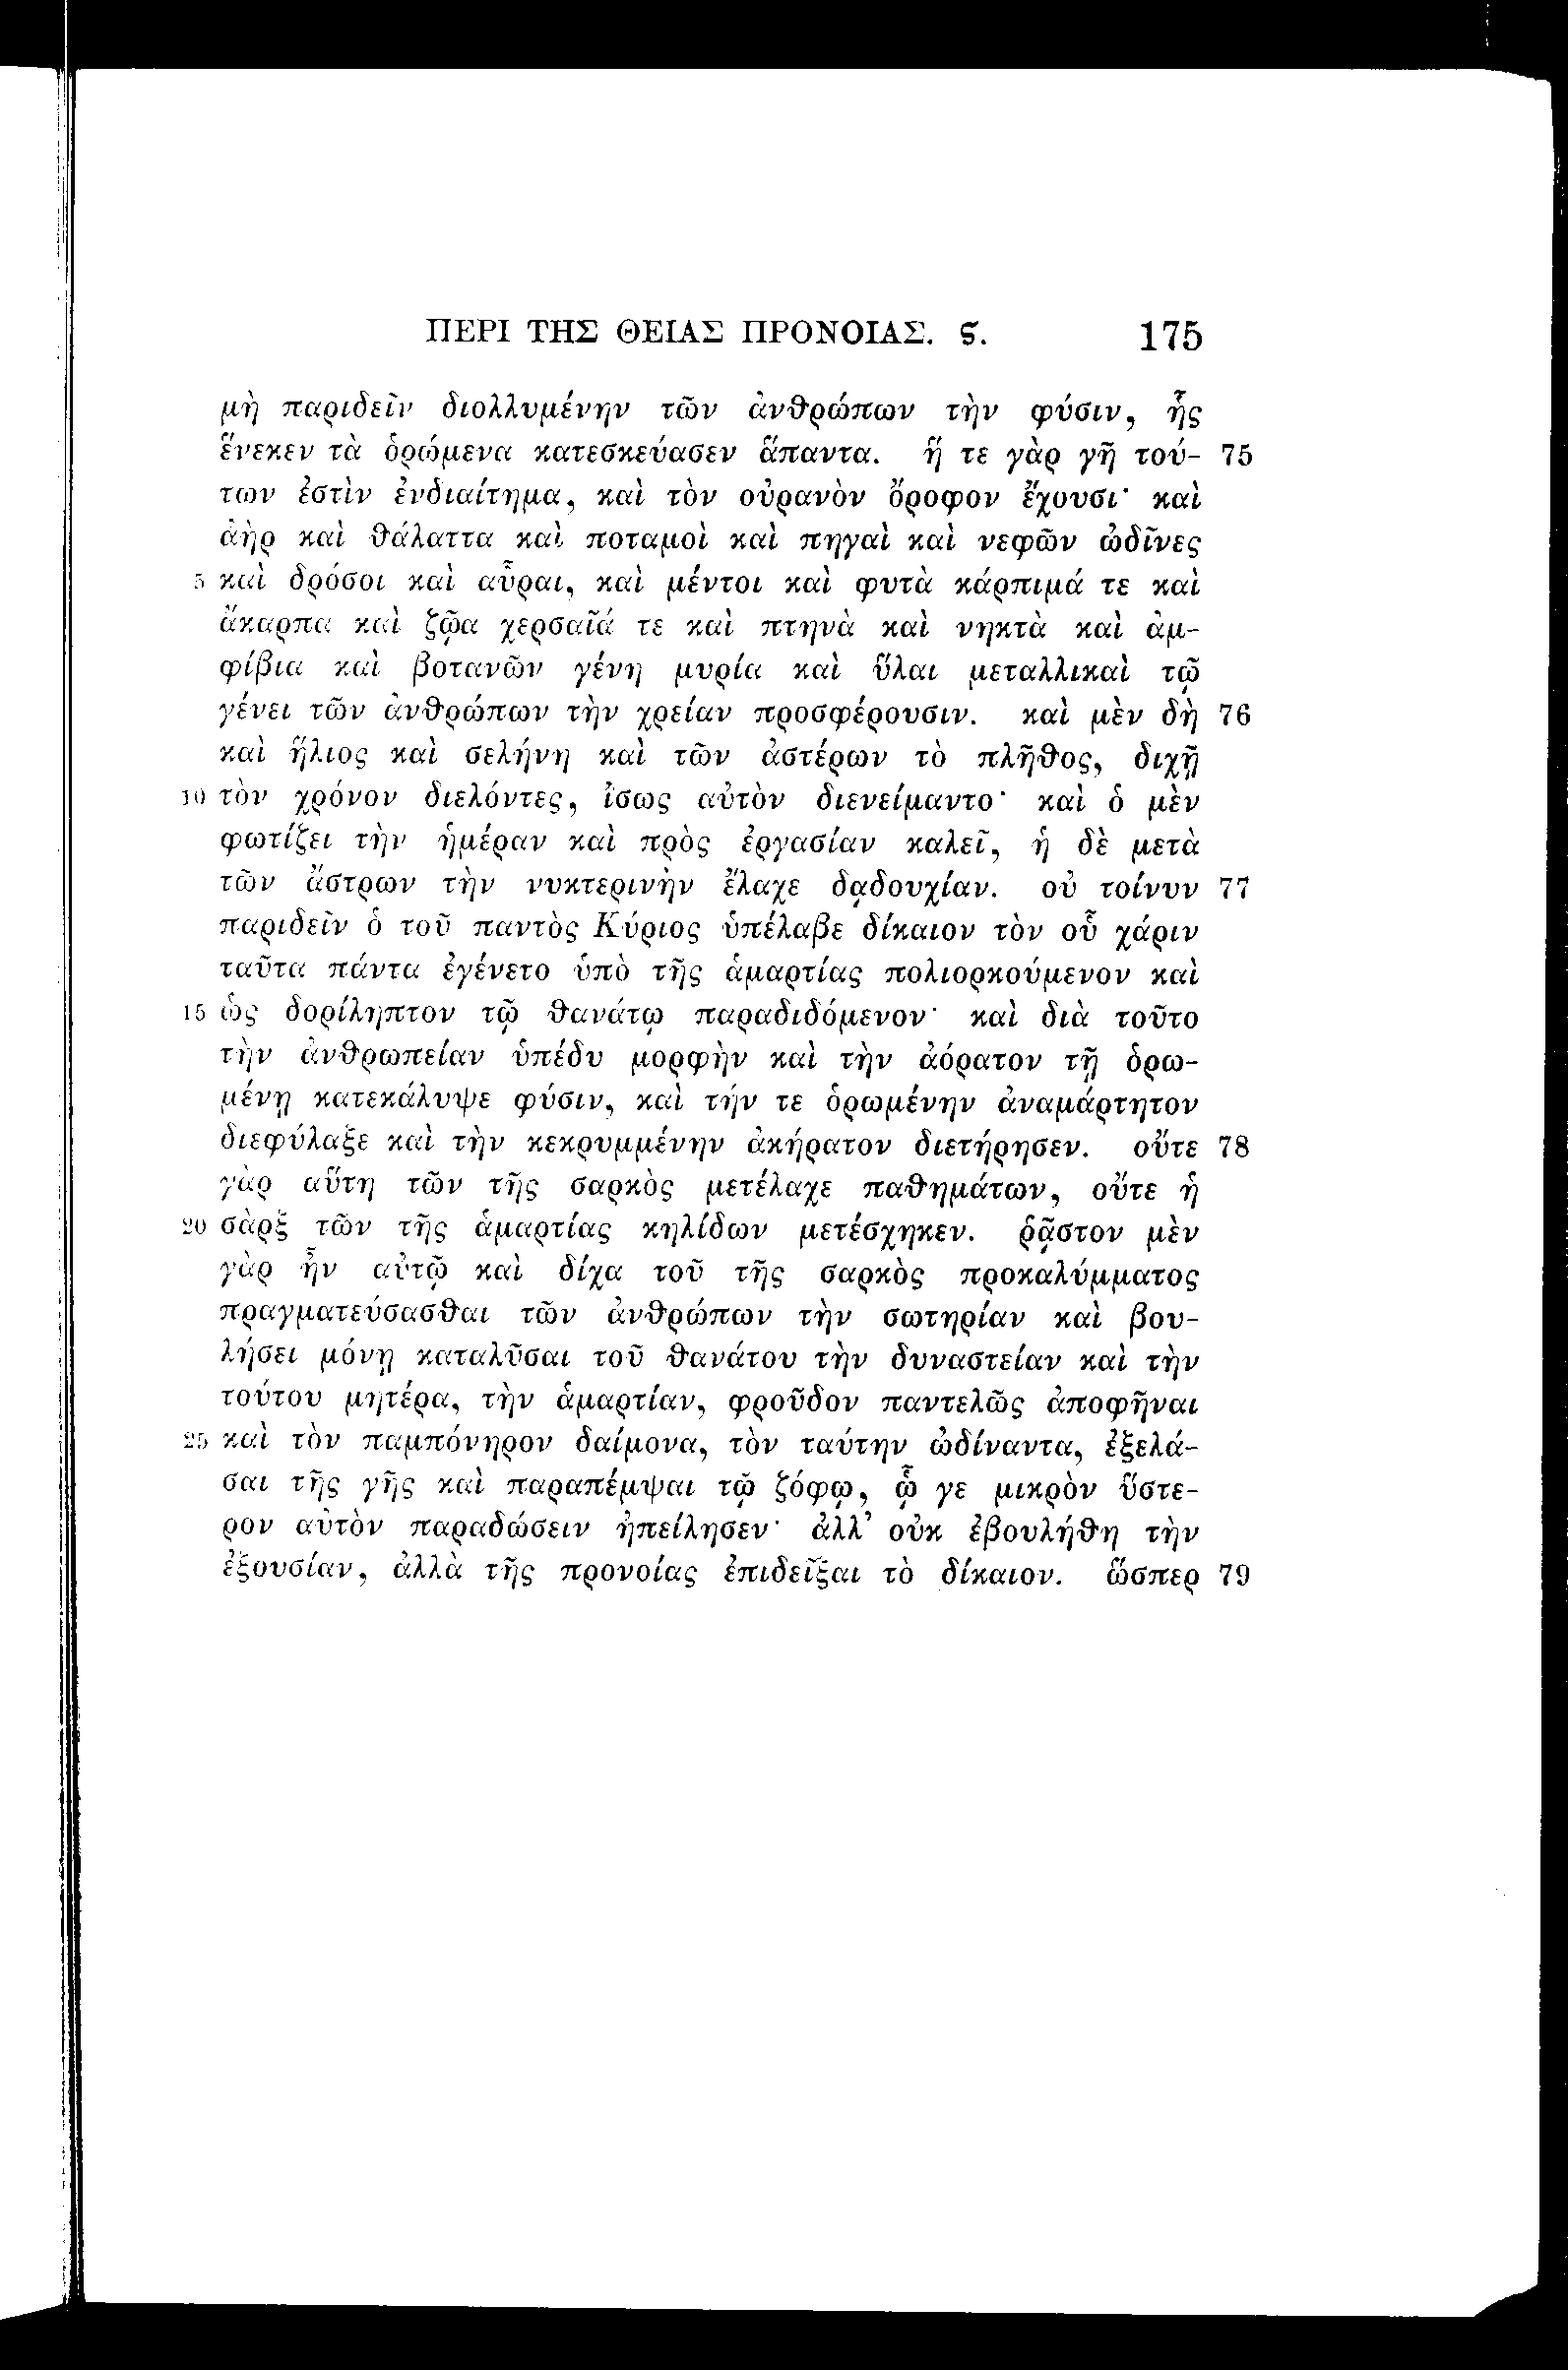 ΠΕΡΙ ΤΗΣ ΘΕΙΑΣ ΠΡΟΝΟΙΑΣ. ϛ. 175
μὴ παριδεῖν διολλυμένην τῶν ἀνθρώπων τὴν φύσιν, ἧς
ἕνεκεν τὰ ὁρώμενα κατεσκεύασεν ἅπαντα. ἥ τε γὰρ γῆ τού- 75
των ἐστὶν ἐνδιαίτημα, καὶ τὸν οὐρανὸν ὄροφον ἔχουσι· καὶ
ἀὴρ καὶ θάλαττα καὶ ποταμοὶ καὶ πηγαὶ καὶ νεφῶν ὠδῖνες
5 καὶ δρόσοι καὶ αὖραι, καὶ μέντοι καὶ φυτὰ κάρπιμά τε καὶ
ἄκαρπα καὶ ζῷα χερσαῖά τε καὶ πτηνὰ καὶ νηκτὰ καὶ ἀμ-
φίβια καὶ βοτανῶν γένη μυρία καὶ ὕλαι μεταλλικαὶ τῷ
γένει τῶν ἀνθρώπων τὴν χρείαν προσφέρουσιν. καὶ μὲν δὴ 76
καὶ ἥλιος καὶ σελήνη καὶ τῶν ἀστέρων τὸ πλῆθος, διχῇ
10 τὸν χρόνον διελόντες, ἴσως αὐτὸν διενείμαντο· καὶ ὁ μὲν
φωτίζει τὴν ἡμέραν καὶ πρὸς ἐργασίαν καλεῖ, ἡ δὲ μετὰ
τῶν ἄστρων τὴν νυκτερινὴν ἔλαχε δᾳδουχίαν. οὐ τοίνυν 77
παριδεῖν ὁ τοῦ παντὸς Κύριος ὑπέλαβε δίκαιον τὸν οὗ χάριν
ταῦτα πάντα ἐγένετο ὑπὸ τῆς ἁμαρτίας πολιορκούμενον καὶ
15 ὡς δορίληπτον τῷ θανάτῳ παραδιδόμενον· καὶ διὰ τοῦτο
τὴν ἀνθρωπείαν ὑπέδυ μορφὴν καὶ τὴν ἀόρατον τῇ ὁρω-
μένῃ κατεκάλυψε φύσιν, καὶ τήν τε ὁρωμένην ἀναμάρτητον
διεφύλαξε καὶ τὴν κεκρυμμένην ἀκήρατον διετήρησεν. οὔτε 78
γὰρ αὕτη τῶν τῆς σαρκὸς μετέλαχε παθημάτων, οὔτε ἡ
20 σὰρξ τῶν τῆς ἁμαρτίας κηλίδων μετέσχηκεν. ῥᾷστον μὲν
γὰρ ἦν αὐτῷ καὶ δίχα τοῦ τῆς σαρκὸς προκαλύμματος
πραγματεύσασθαι τῶν ἀνθρώπων τὴν σωτηρίαν καὶ βου-
λήσει μόνῃ καταλῦσαι τοῦ θανάτου τὴν δυναστείαν καὶ τὴν
τούτου μητέρα, τὴν ἁμαρτίαν, φροῦδον παντελῶς ἀποφῆναι
25 καὶ τὸν παμπόνηρον δαίμονα, τὸν ταύτην ὠδίναντα, ἐξελά-
σαι τῆς γῆς καὶ παραπέμψαι τῷ ζόφῳ, ᾧ γε μικρὸν ὕστε-
ρον αὐτὸν παραδώσειν ἠπείλησεν· ἀλλ’ οὐκ ἐβουλήθη τὴν
ἐξουσίαν, ἀλλὰ τῆς προνοίας ἐπιδεῖξαι τὸ δίκαιον. ὥσπερ 79